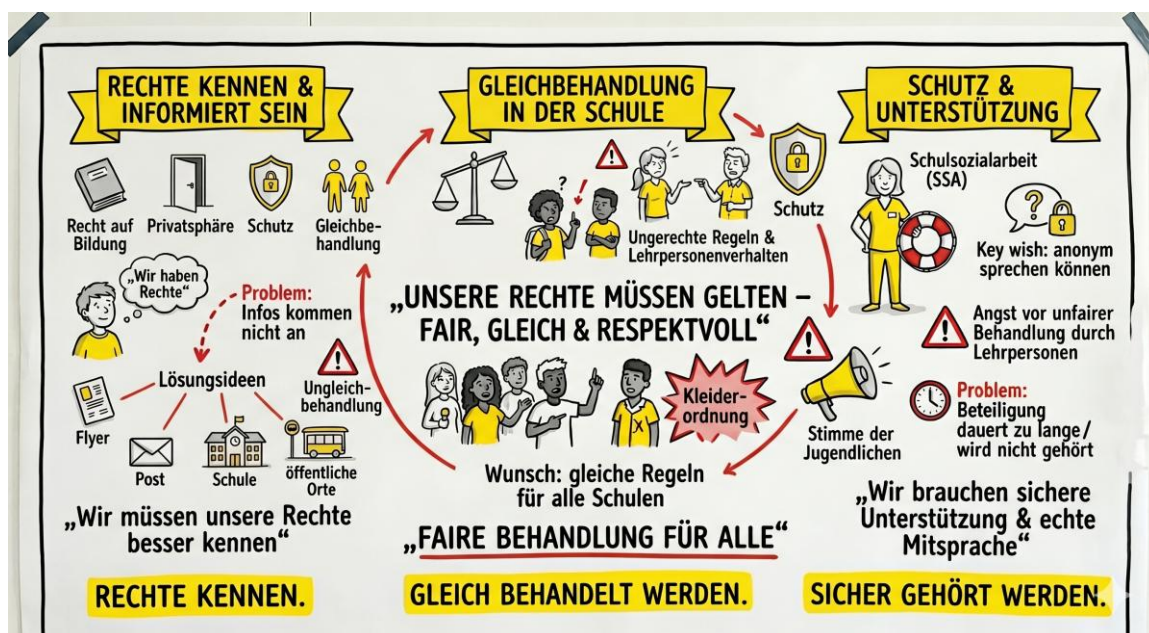 RECHTE KENNEN &
INFORMIERT SEIN
Recht auf
Bildung
Privatsphäre
Schutz
Gleichbe-
handlung
„Wir haben
Rechte“
Problem:
Infos kommen
nicht an
Lösungsideen
Flyer
Post
Schule
öffentliche
Orte
Ungleich-
behandlung
„Wir müssen unsere Rechte
besser kennen“
RECHTE KENNEN.
GLEICHBEHANDLUNG
IN DER SCHULE
?
!
Ungerechte Regeln &
Lehrpersonenverhalten
Schutz
„UNSERE RECHTE MÜSSEN GELTEN –
FAIR, GLEICH & RESPEKTVOLL“
Kleider-
ordnung
Stimme der
Jugendlichen
Wunsch: gleiche Regeln
für alle Schulen
„FAIRE BEHANDLUNG FÜR ALLE“
GLEICH BEHANDELT WERDEN.
SCHUTZ &
UNTERSTÜTZUNG
Schulsozialarbeit
(SSA)
?
Key wish: anonym
sprechen können
Angst vor unfairer
Behandlung durch
Lehrpersonen
Problem:
Beteiligung
dauert zu lange/
wird nicht gehört
„Wir brauchen sichere
Unterstützung & echte
Mitsprache“
SICHER GEHÖRT WERDEN.